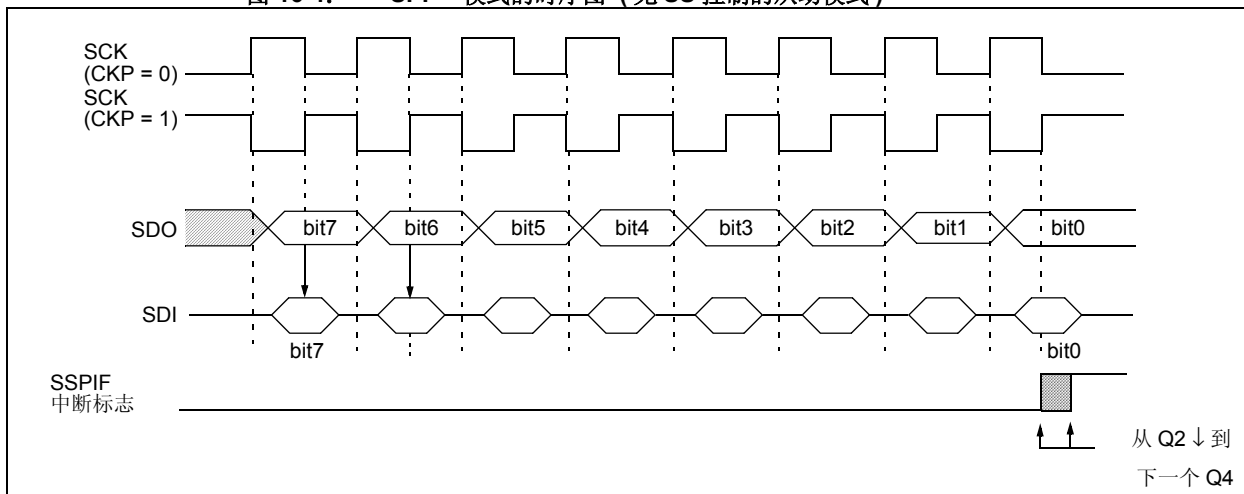 SCK
(CKP = 0)
SCK
(CKP = 1)
SDO
bit7
bit6
bit5
bit4
bit3
bit2
bit1
bit0
SDI
bit7
bit0
SSPIF
中断标志
从 Q2 ↓ 到
下一个 Q4